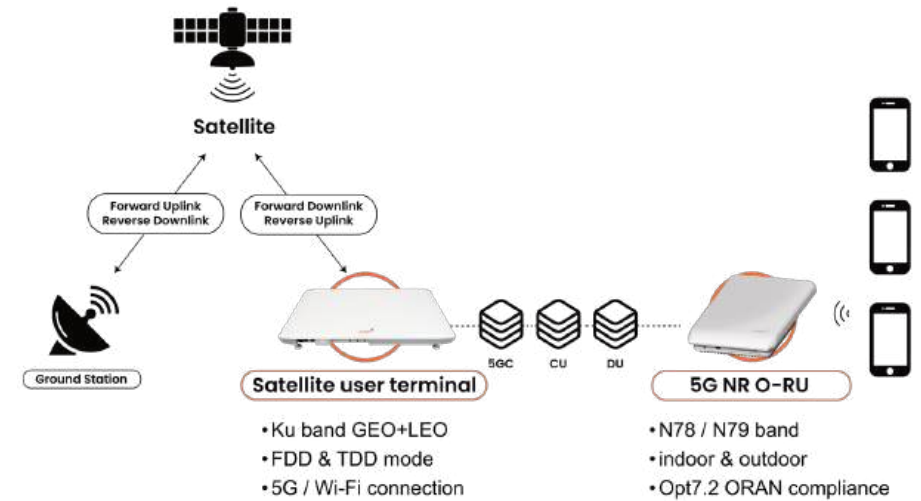 Satellite
Forward Uplink
Reverse Downlink
Forward Downlink
Reverse Uplink
Ground Station
5GC
CU
DU
Satellite user terminal
5G NR O-RU
•Ku band GEO+LEO
•FDD & TDD mode
•5G / Wi-Fi connection
•N78 / N79 band
•indoor & outdoor
•Opt7.2 ORAN compliance